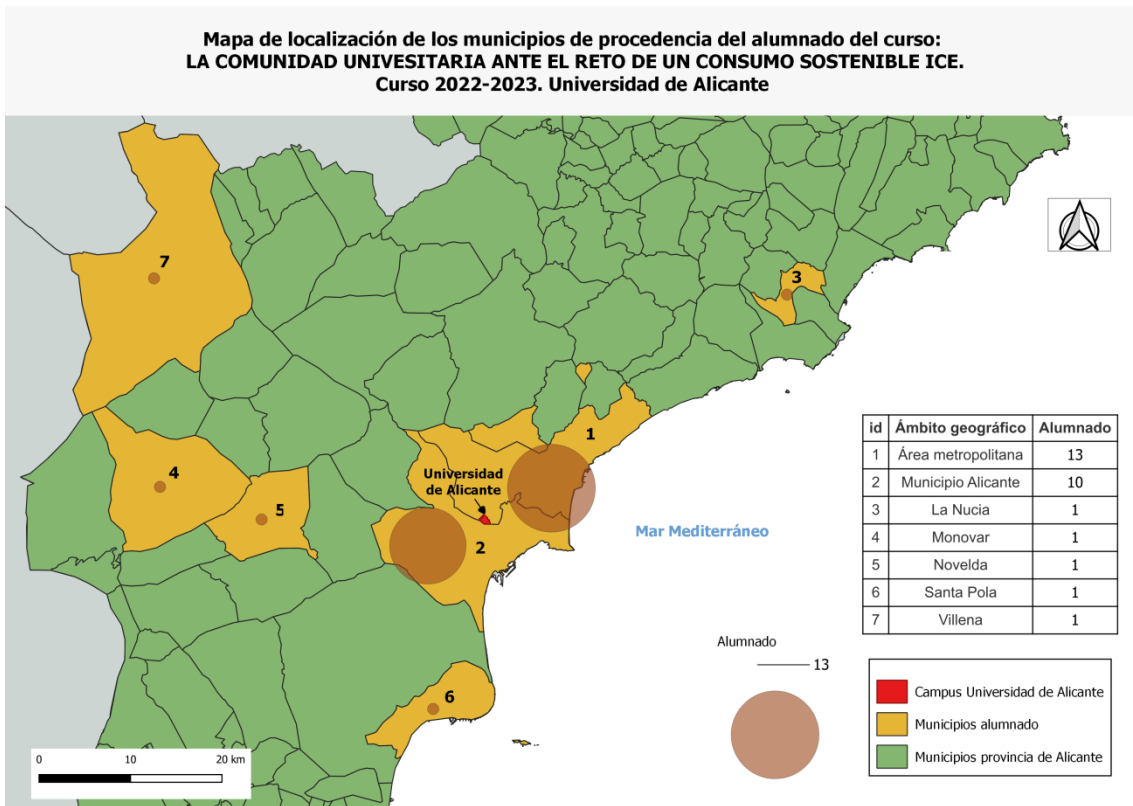 Mapa de localización de los municipios de procedencia del alumnado del curso:
LA COMUNIDAD UNIVESITARIA ANTE EL RETO DE UN CONSUMO SOSTENIBLE ICE.
Curso 2022-2023. Universidad de Alicante
7
3
1
4
5
Universidad
de Alicante
2
6
Mar Mediterráneo
id Ámbito geográfico Alumnado
1 Área metropolitana 13
2 Municipio Alicante 10
3 La Nucia 1
4 Monovar 1
5 Novelda 1
6 Santa Pola 1
7 Villena 1
Alumnado
13
Campus Universidad de Alicante
Municipios alumnado
Municipios provincia de Alicante
0 10 20 km